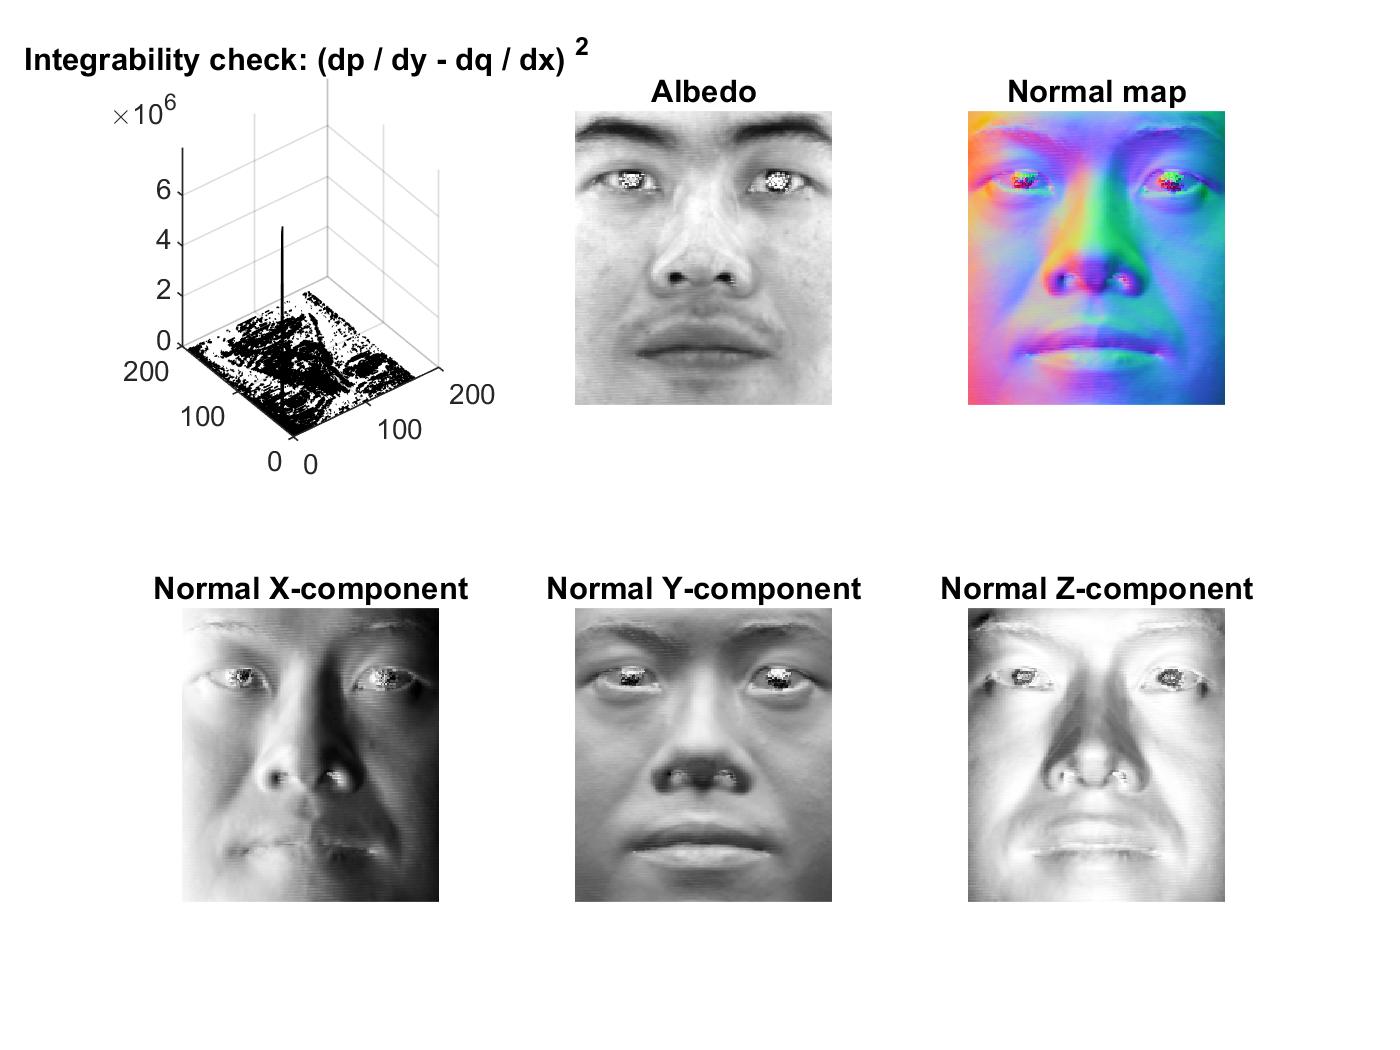 Integrability check: (dp / dy - dq / dx) 2
×10^6
6
4
2
0
200
100
0
0
100
200
Albedo
Normal map
Normal X-component
Normal Y-component
Normal Z-component